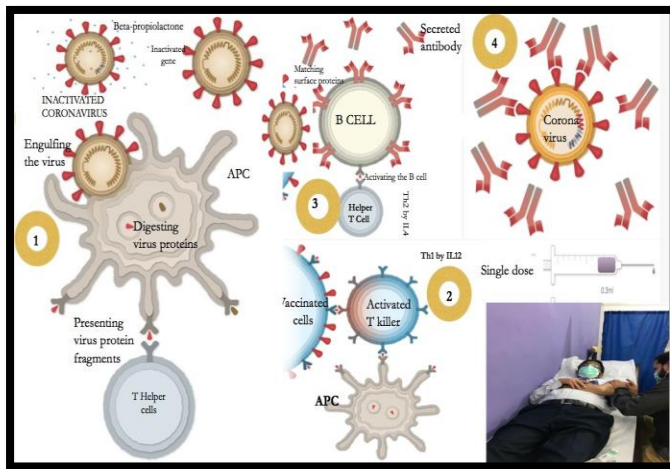 Beta-propiolactone
Inactivated
gene
INACTIVATED
CORONAVIRUS
Engulfing
the virus
APC
1
Digesting
virus proteins
Presenting
virus protein
fragments
T Helper
cells
Secreted
antibody
Matching
surface proteins
B CELL
Activating the B cell
3
Helper
T Cell
Th2 by IL4
4
Corona
virus
Th1 by IL12
2
Vaccinated
cells
Activated
T killer
APC
Single dose
0.3ml